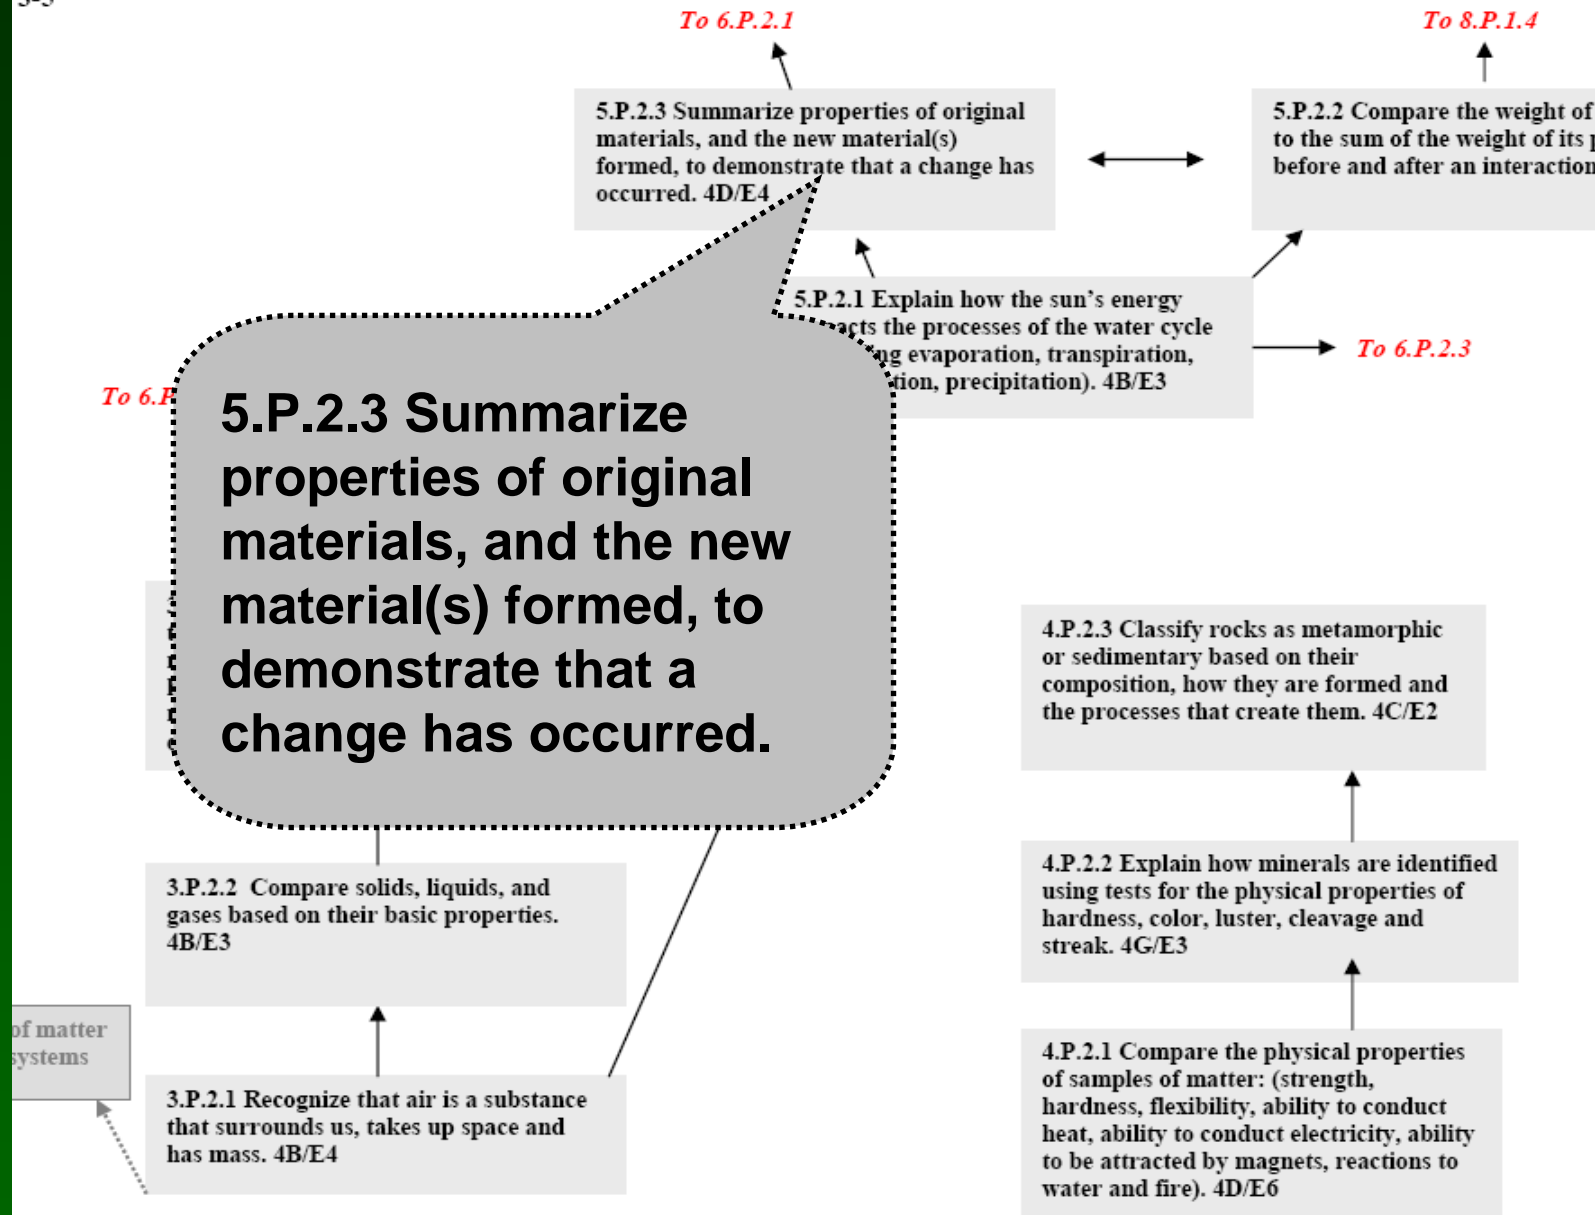 3-5
To 6.P.2.1
To 8.P.1.4
5.P.2.3 Summarize properties of original
materials, and the new material(s)
formed, to demonstrate that a change has
occurred. 4D/E4
5.P.2.2 Compare the weight of
to the sum of the weight of its
before and after an interaction
5.P.2.1 Explain how the sun’s energy
the processes of the water cycle
evaporation, transpiration,
precipitation). 4B/E3
To 6.P.2.3
To 6.P
5.P.2.3 Summarize
properties of original
materials, and the new
material(s) formed, to
demonstrate that a
change has occurred.
4.P.2.3 Classify rocks as metamorphic
or sedimentary based on their
composition, how they are formed and
the processes that create them. 4C/E2
3.P.2.2 Compare solids, liquids, and
gases based on their basic properties.
4B/E3
4.P.2.2 Explain how minerals are identified
using tests for the physical properties of
hardness, color, luster, cleavage and
streak. 4G/E3
of matter
systems
3.P.2.1 Recognize that air is a substance
that surrounds us, takes up space and
has mass. 4B/E4
4.P.2.1 Compare the physical properties
of samples of matter: (strength,
hardness, flexibility, ability to conduct
heat, ability to conduct electricity, ability
to be attracted by magnets, reactions to
water and fire). 4D/E6